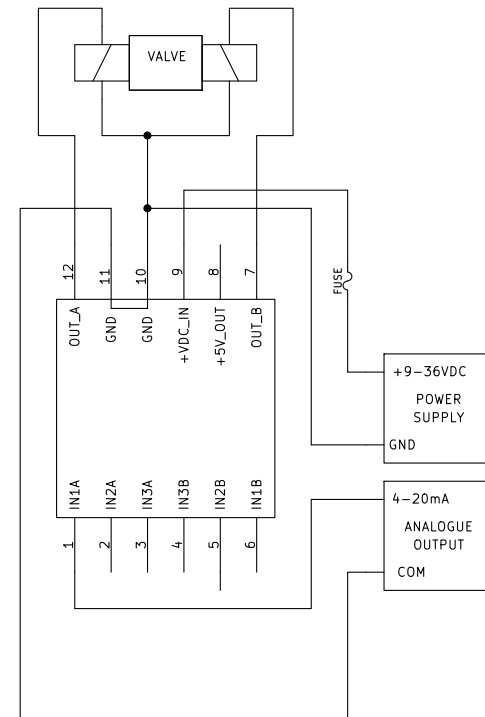 VALVE
12
11
10
9
8
7
FUSE
OUT_A
GND
GND
+VDC_IN
+5V_OUT
OUT_B
+9-36VDC
POWER
SUPPLY
GND
IN1A
IN2A
IN3A
IN3B
IN2B
IN1B
4-20mA
ANALOGUE
OUTPUT
COM
1
2
3
4
5
6